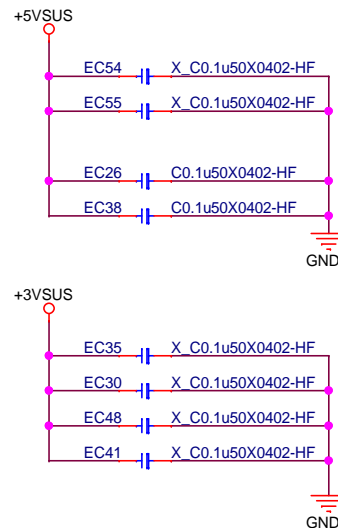 +5VSUS
EC54 X_C0.1u50X0402-HF
EC55 X_C0.1u50X0402-HF
EC26 C0.1u50X0402-HF
EC38 C0.1u50X0402-HF
GND
+3VSUS
EC35 X_C0.1u50X0402-HF
EC30 X_C0.1u50X0402-HF
EC48 X_C0.1u50X0402-HF
EC41 X_C0.1u50X0402-HF
GND